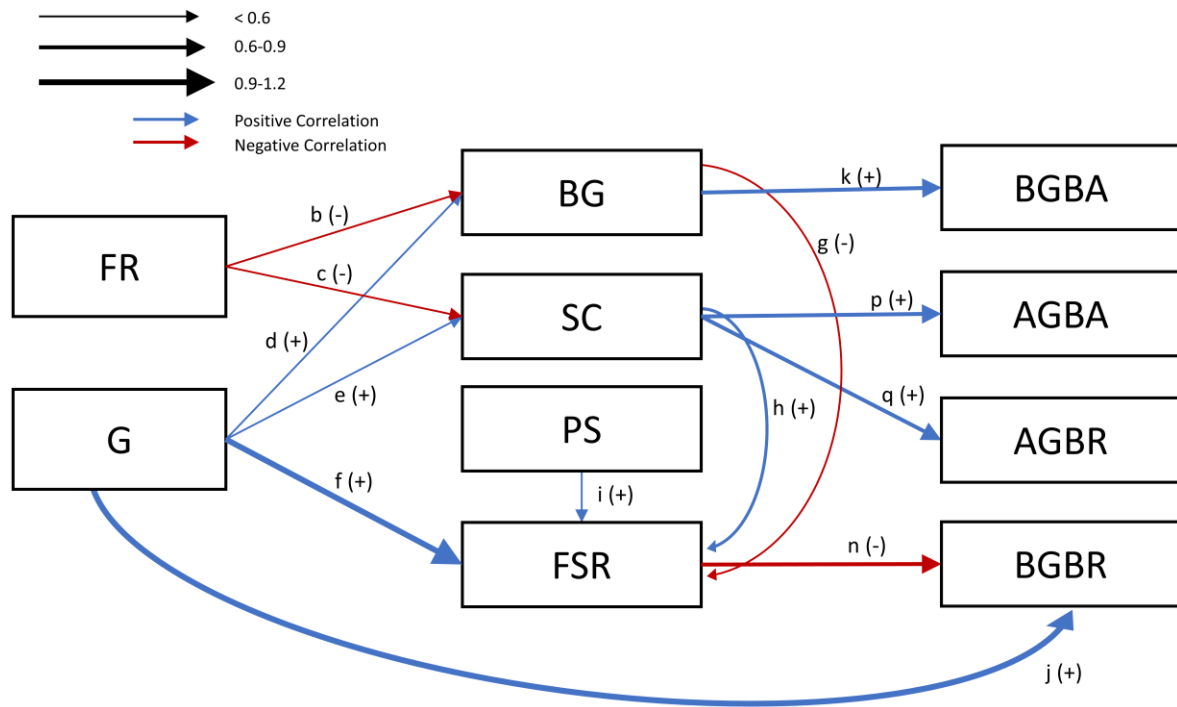 < 0.6
0.6-0.9
0.9-1.2
Positive Correlation
Negative Correlation
BG
k (+)
BGBA
b (-)
FR
g (-)
c (-)
SC
p (+)
AGBA
d (+)
e (+)
PS
h (+)
q (+)
AGBR
G
f (+)
i (+)
FSR
n (-)
BGBR
j (+)